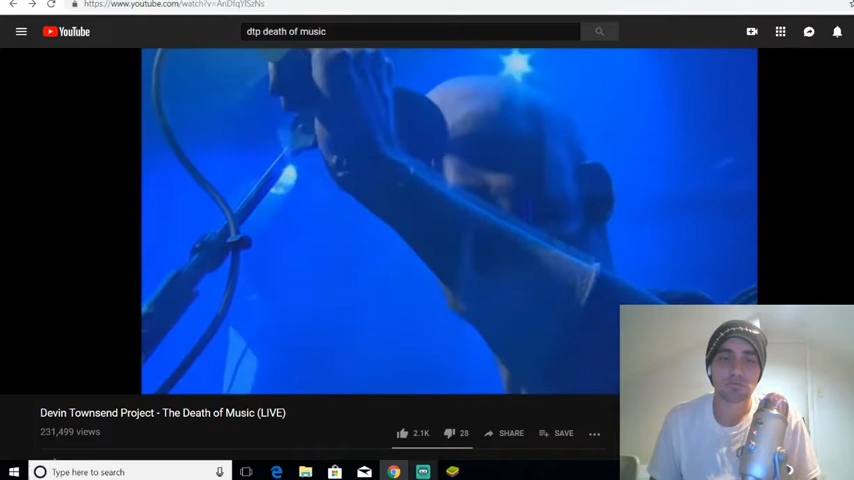 https://www.youtube.com/watch?v=AnDfqYlSzNs
YouTube
dtp death of music
Devin Townsend Project - The Death of Music (LIVE)
231,499 views
2.1K
28
SHARE
SAVE
Type here to search